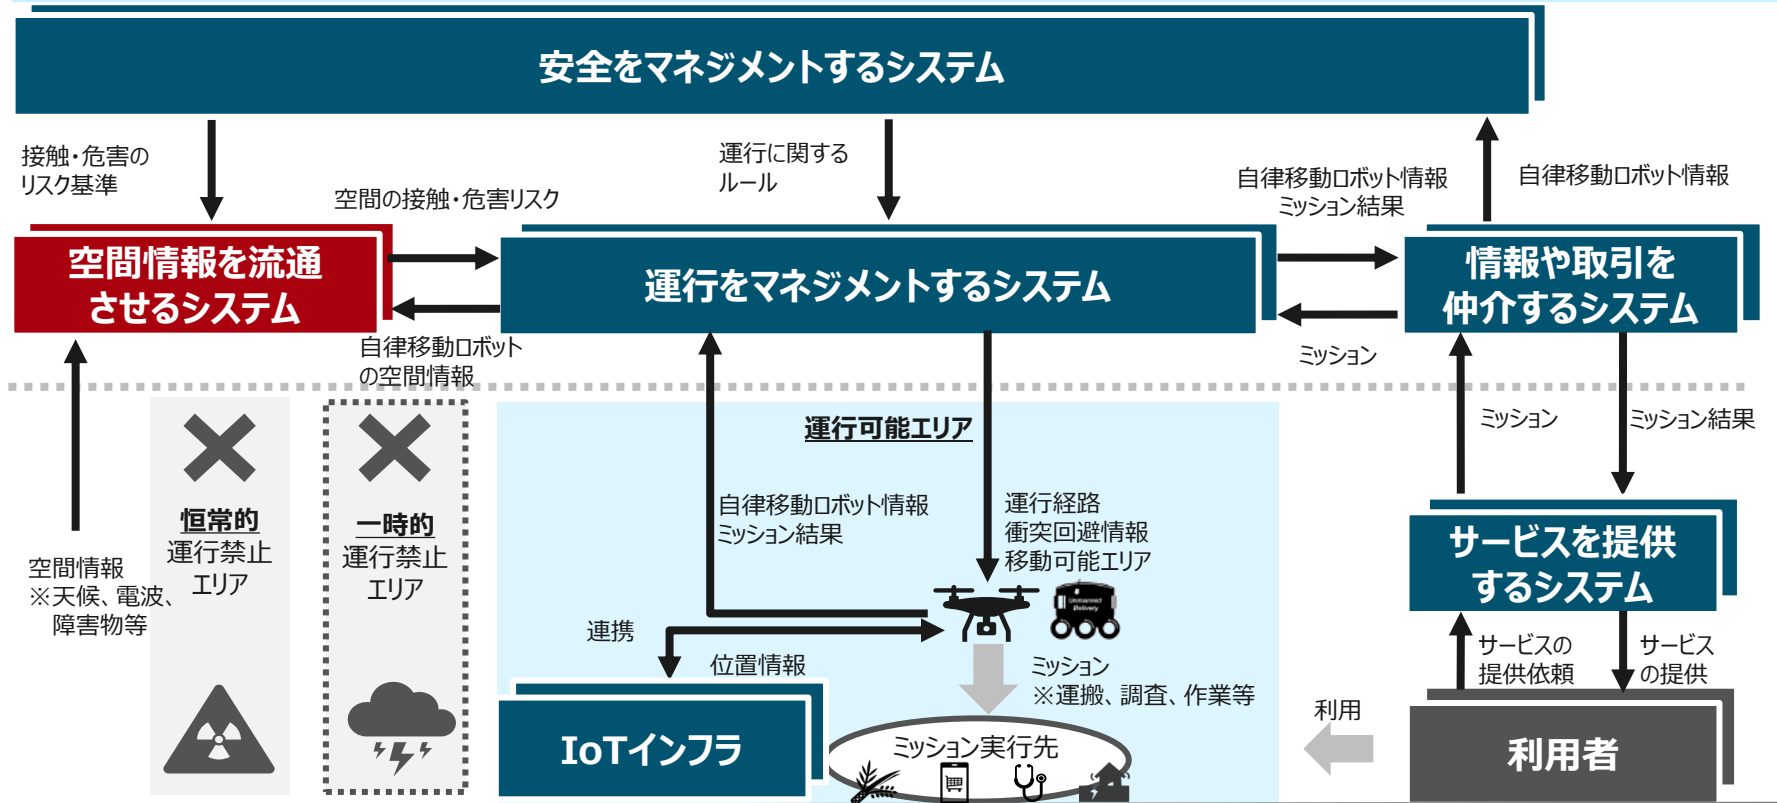 安全をマネジメントするシステム
接触・危害の
リスク基準
運行に関する
ルール
自律移動ロボット情報
ミッション結果
自律移動ロボット情報
空間の接触・危害リスク
空間情報を流通
させるシステム
運行をマネジメントするシステム
情報や取引を
仲介するシステム
自律移動ロボット
の空間情報
ミッション
運行可能エリア
ミッション
ミッション結果
恒常的
運行禁止
エリア
一時的
運行禁止
エリア
自律移動ロボット情報
ミッション結果
運行経路
衝突回避情報
移動可能エリア
空間情報
※天候、電波、
障害物等
サービスを提供
するシステム
Unmanned
Delivery
連携
位置情報
ミッション
※運搬、調査、作業等
サービスの
提供依頼
サービス
の提供
利用
IoTインフラ
ミッション実行先
利用者